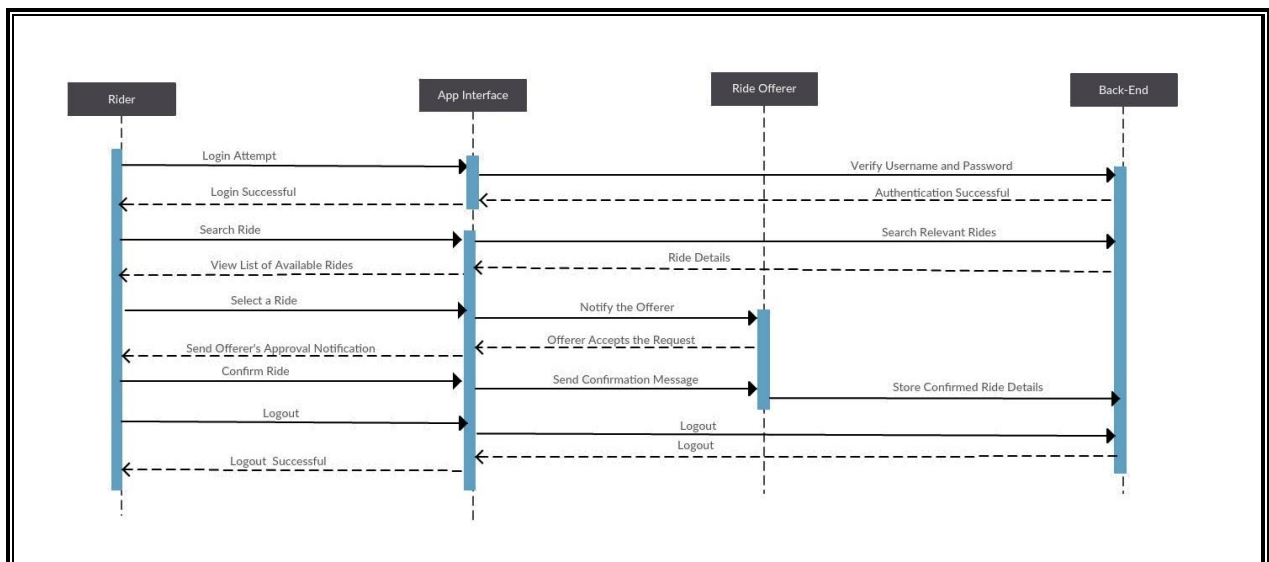 Rider
App Interface
Ride Offerer
Back-End
Login Attempt
Verify Username and Password
Login Successful
Authentication Successful
Search Ride
Search Relevant Rides
View List of Available Rides
Ride Details
Select a Ride
Notify the Offerer
Offerer Accepts the Request
Send Offerer's Approval Notification
Confirm Ride
Send Confirmation Message
Store Confirmed Ride Details
Logout
Logout
Logout
Logout Successful